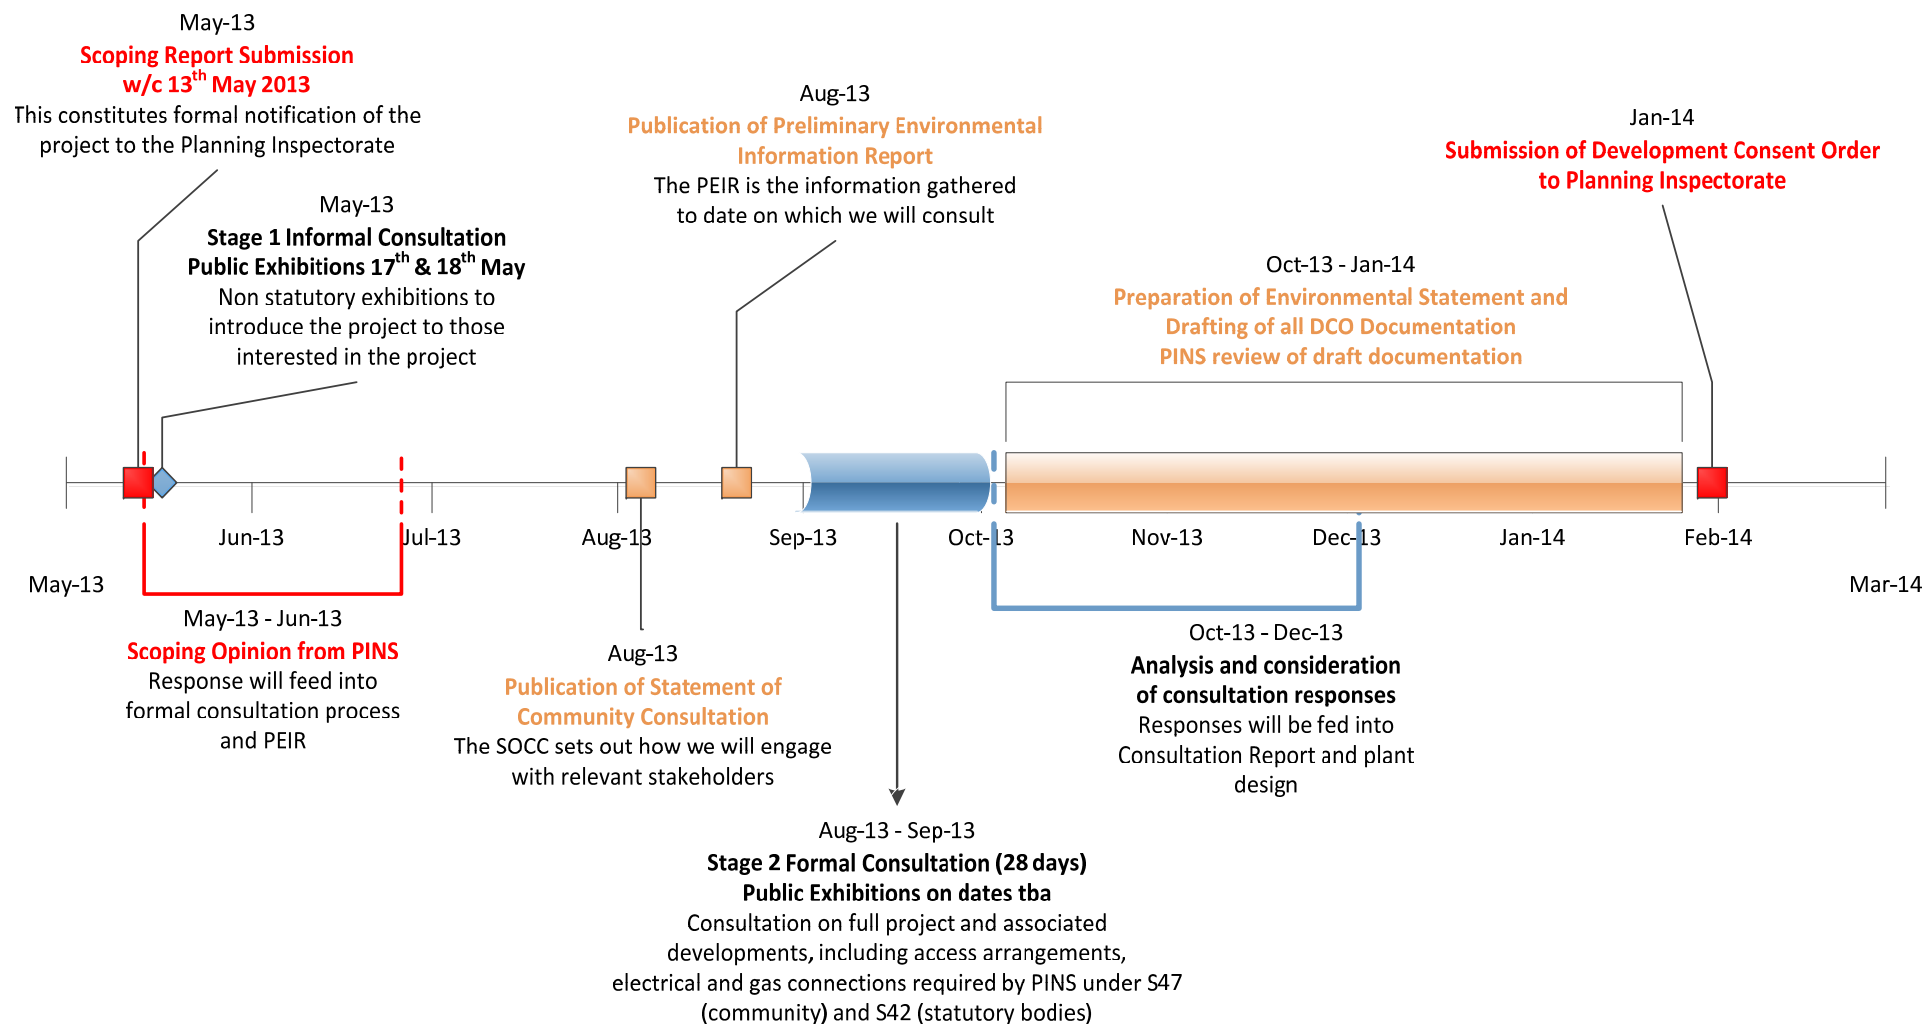 May-13
Scoping Report Submission
w/c 13th May 2013
This constitutes formal notification of the
project to the Planning Inspectorate
May-13
Stage 1 Informal Consultation
Public Exhibitions 17th & 18th May
Non statutory exhibitions to
introduce the project to those
interested in the project
Aug-13
Publication of Preliminary Environmental
Information Report
The PEIR is the information gathered
to date on which we will consult
Oct-13 - Jan-14
Preparation of Environmental Statement and
Drafting of all DCO Documentation
PINS review of draft documentation
Jan-14
Submission of Development Consent Order
to Planning Inspectorate
May-13
Jun-13
Jul-13
Aug-13
Sep-13
Oct-13
Nov-13
Dec-13
Jan-14
Feb-14
Mar-14
May-13 - Jun-13
Scoping Opinion from PINS
Response will feed into
formal consultation process
and PEIR
Aug-13
Publication of Statement of
Community Consultation
The SOCC sets out how we will engage
with relevant stakeholders
Aug-13 - Sep-13
Stage 2 Formal Consultation (28 days)
Public Exhibitions on dates tba
Consultation on full project and associated
developments, including access arrangements,
electrical and gas connections required by PINS under S47
(community) and S42 (statutory bodies)
Oct-13 - Dec-13
Analysis and consideration
of consultation responses
Responses will be fed into
Consultation Report and plant
design